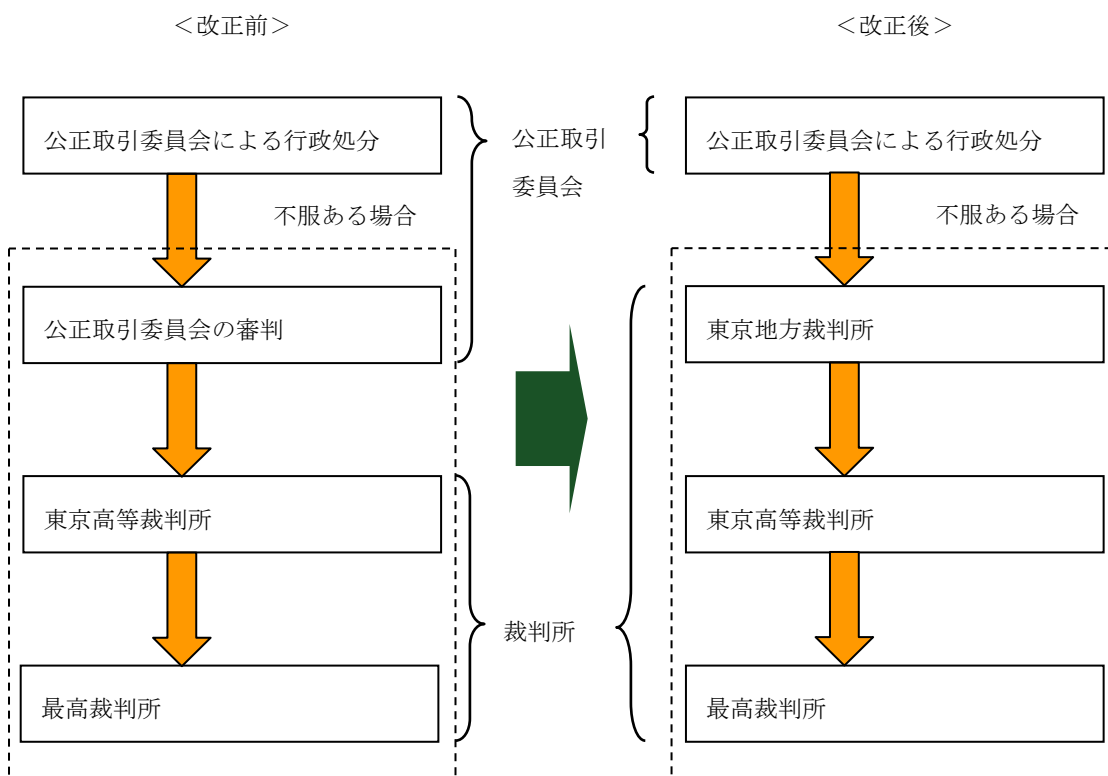 ＜改正前＞
公正取引委員会による行政処分
不服ある場合
公正取引委員会の審判
東京高等裁判所
最高裁判所
公正取引
委員会
裁判所
＜改正後＞
公正取引委員会による行政処分
不服ある場合
東京地方裁判所
東京高等裁判所
最高裁判所